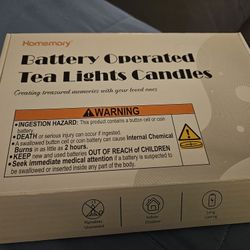 Homemory
Battery Operated
Tea Lights Candles
Creating treasured memories with your loved ones
WARNING
• INGESTION HAZARD: This product contains a button cell or coin
battery.
• DEATH or serious injury can occur if ingested.
• A swallowed button cell or coin battery can cause Internal Chemical
Burns in as little as 2 hours.
• KEEP new and used batteries OUT OF REACH of CHILDREN
• Seek immediate medical attention if a battery is suspected to
be swallowed or inserted inside any part of the body.
Long
Lasting